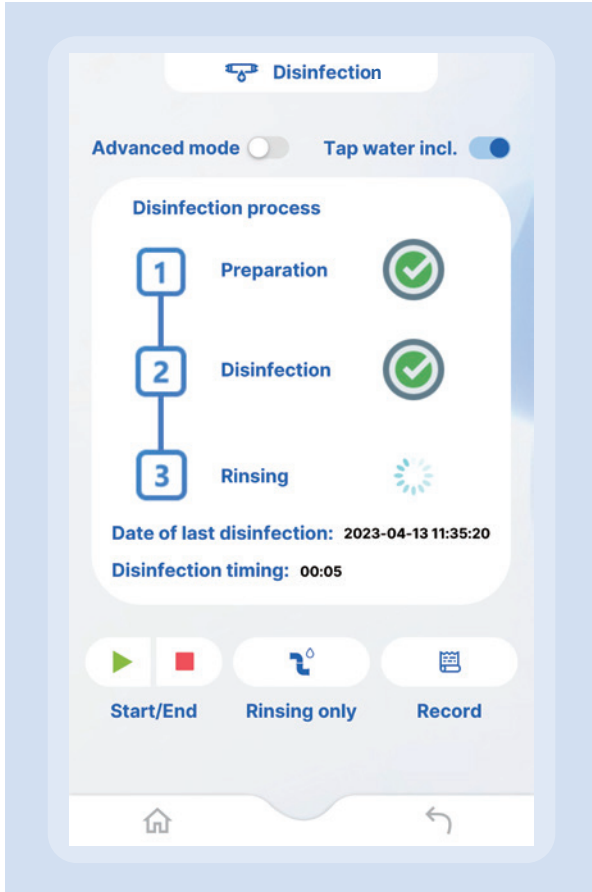 Disinfection
Advanced mode Tap water incl.
Disinfection process
1 Preparation
2 Disinfection
3 Rinsing
Date of last disinfection: 2023-04-13 11:35:20
Disinfection timing: 00:05
Start/End Rinsing only Record